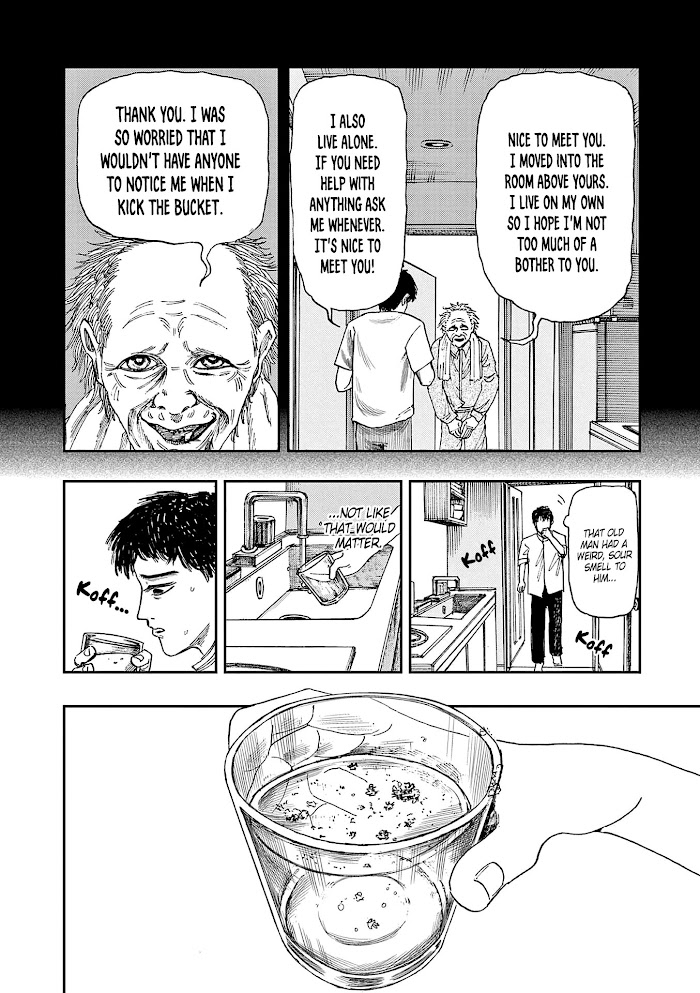 NICE TO MEET YOU.
I MOVED INTO THE
ROOM ABOVE YOURS.
I LIVE ON MY OWN
SO I HOPE I'M NOT
TOO MUCH OF A
BOTHER TO YOU.
I ALSO
LIVE ALONE.
IF YOU NEED
HELP WITH
ANYTHING ASK
ME WHENEVER.
IT'S NICE TO
MEET YOU!
THANK YOU. I WAS
SO WORRIED THAT I
WOULDN'T HAVE ANYONE
TO NOTICE ME WHEN I
KICK THE BUCKET.
THAT OLD
MAN HAD A
WEIRD, SOUR
SMELL TO
HIM...
Koff
Koff
...NOT LIKE
THAT WOULD
MATTER.
Koff...